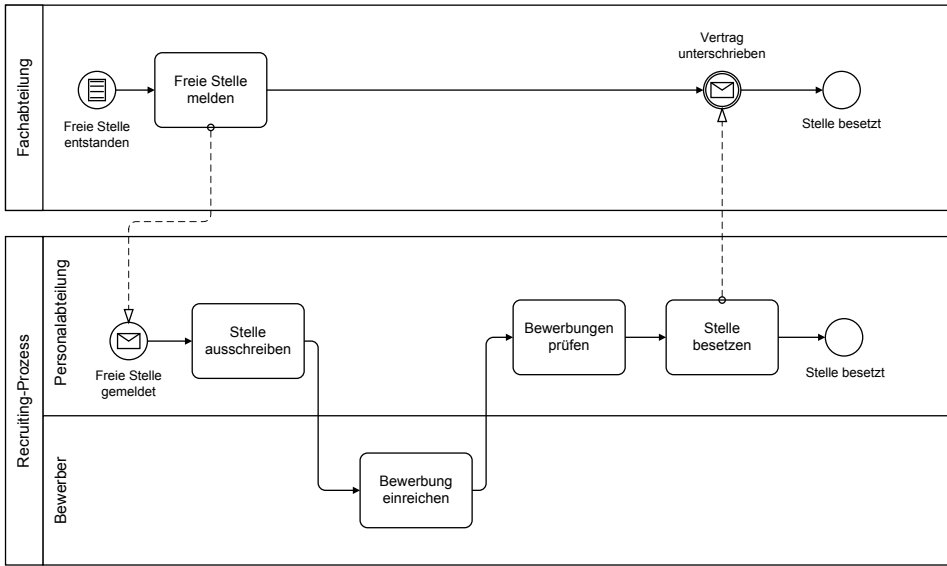 Fachabteilung
Freie Stelle
entstanden
Freie Stelle
melden
Vertrag
unterschrieben
Stelle besetzt
Recruiting-Prozess
Personalabteilung
Freie Stelle
gemeldet
Stelle
ausschreiben
Bewerbungen
prüfen
Stelle
besetzen
Stelle besetzt
Bewerber
Bewerbung
einreichen